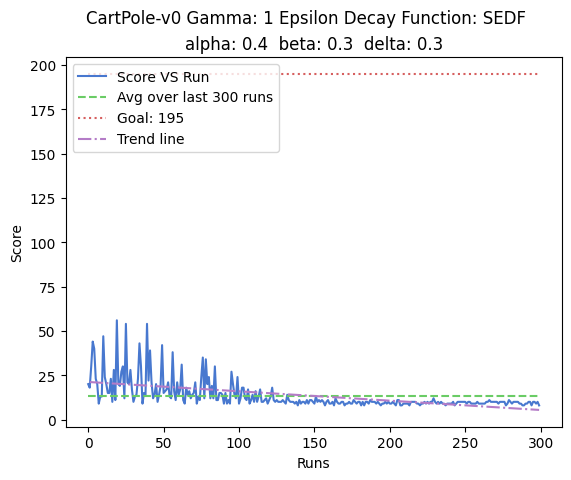 CartPole-v0 Gamma: 1 Epsilon Decay Function: SEDF
alpha: 0.4 beta: 0.3 delta: 0.3
Score VS Run
Avg over last 300 runs
Goal: 195
Trend line
Score
200
175
150
125
100
75
50
25
0
0 50 100 150 200 250 300
Runs